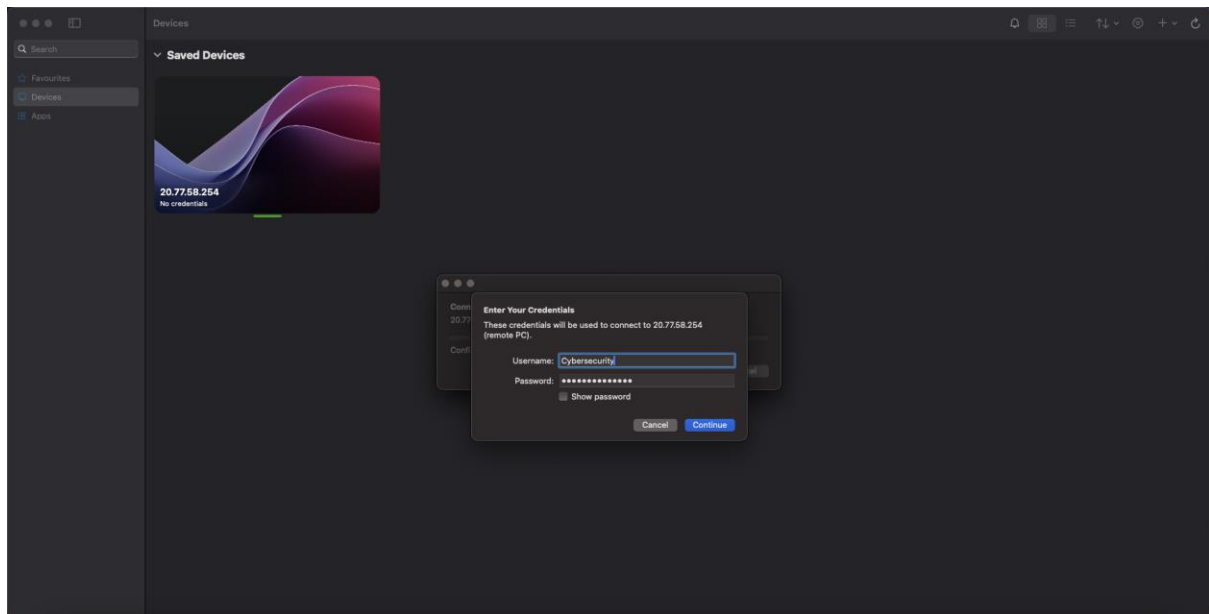 Devices
Search
Saved Devices
Favourites
Devices
Apps
20.77.58.254
No credentials
Enter Your Credentials
These credentials will be used to connect to 20.77.58.254
(remote PC).
Username: Cybersecurity
Password: ••••••••••••••
Show password
Cancel Continue